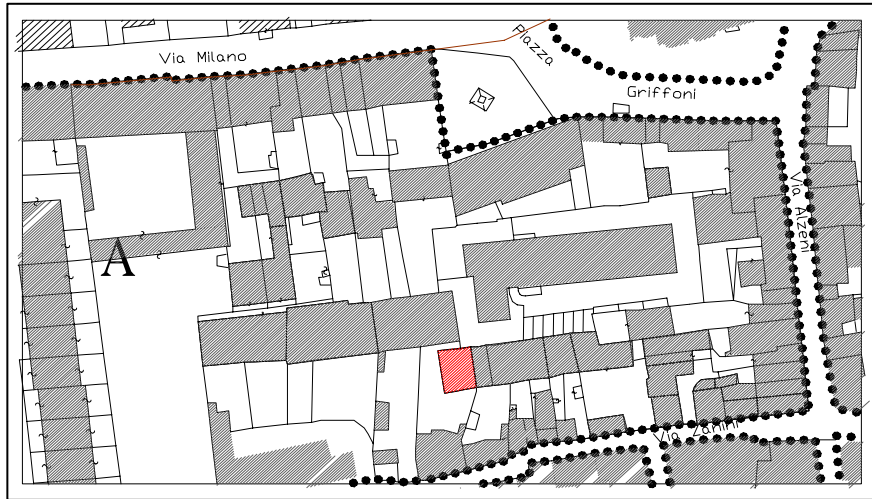 Via Milano
Piazza
Griffoni
Via Alzeni
A
Via Zanini